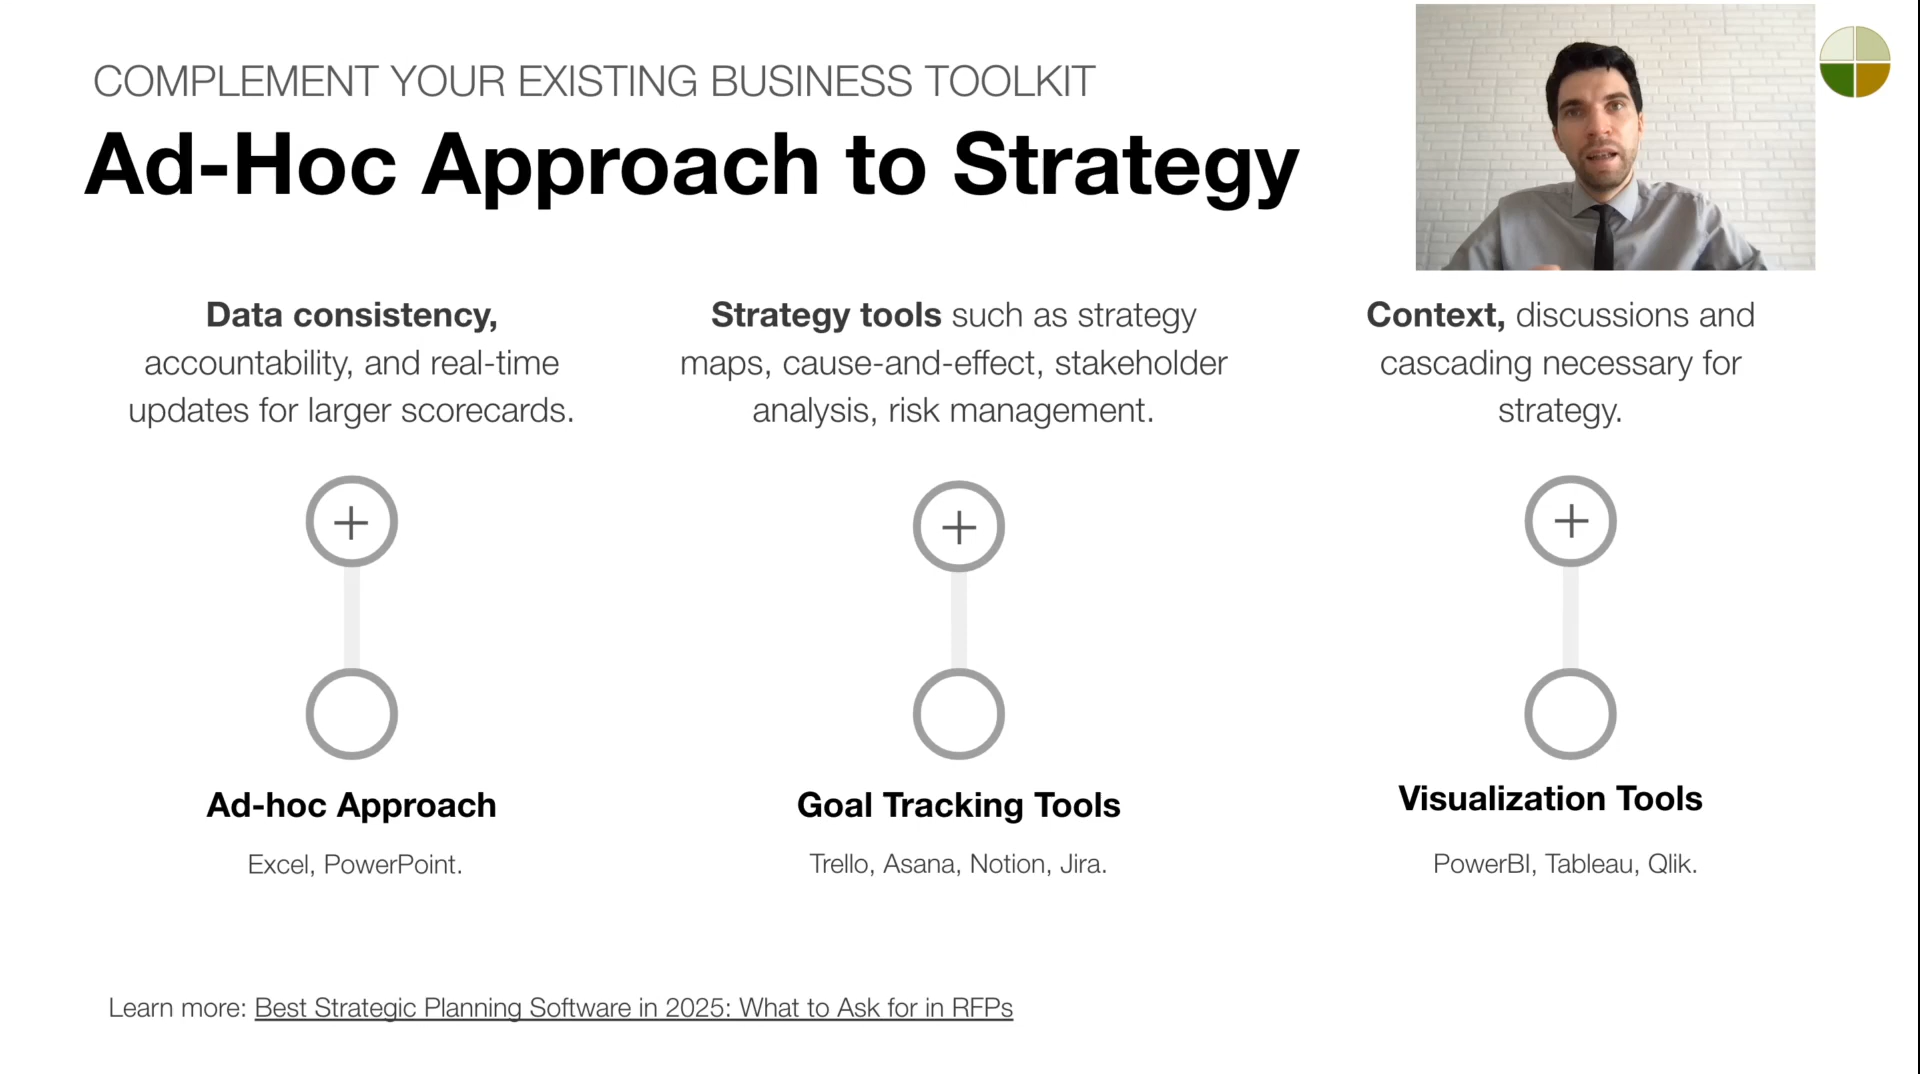 COMPLEMENT YOUR EXISTING BUSINESS TOOLKIT
Ad-Hoc Approach to Strategy
Data consistency,
accountability, and real-time
updates for larger scorecards.
Strategy tools such as strategy
maps, cause-and-effect, stakeholder
analysis, risk management.
Context, discussions and
cascading necessary for
strategy.
+
+
+
Ad-hoc Approach
Excel, PowerPoint.
Goal Tracking Tools
Trello, Asana, Notion, Jira.
Visualization Tools
PowerBI, Tableau, Qlik.
Learn more: Best Strategic Planning Software in 2025: What to Ask for in RFPs